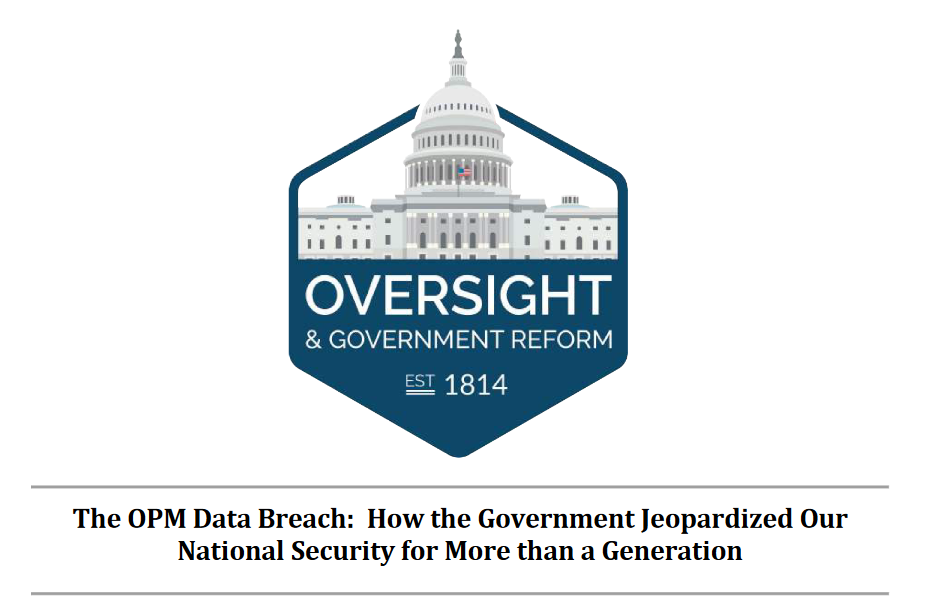 OVERSIGHT
& GOVERNMENT REFORM
EST 1814
The OPM Data Breach:  How the Government Jeopardized Our
National Security for More than a Generation